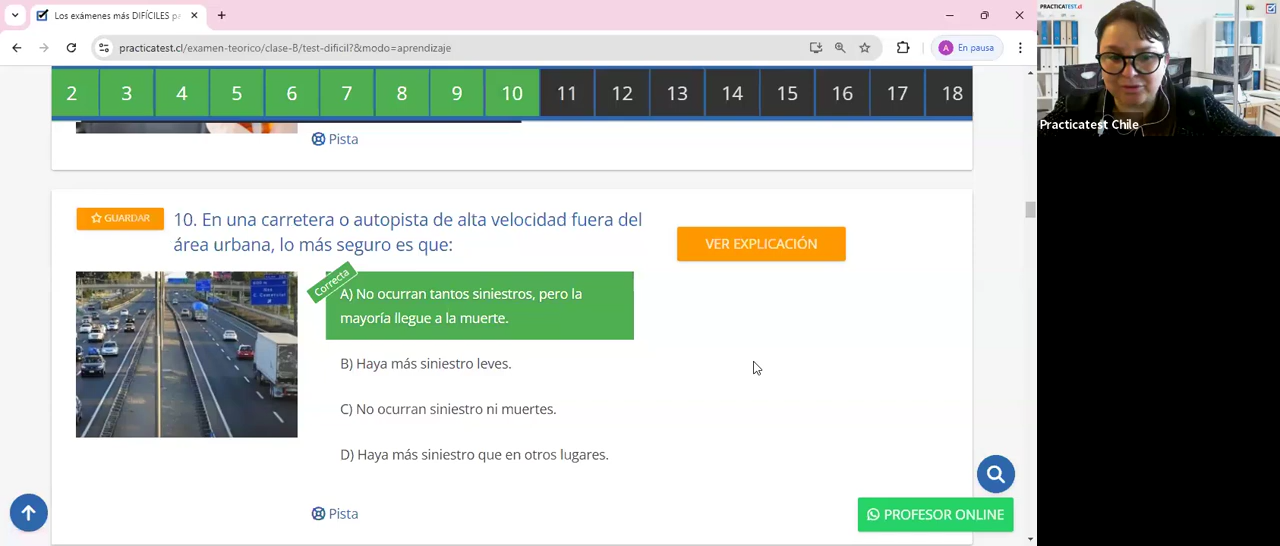 Los exámenes más DIFÍCILES pa
practicatest.cl/examen-teorico/clase-B/test-dificil?&modo=aprendizaje
A
En pausa
PRACTICATEST.cl
Practicatest Chile
2 3 4 5 6 7 8 9 10 11 12 13 14 15 16 17 18
Pista
GUARDAR
10. En una carretera o autopista de alta velocidad fuera del
área urbana, lo más seguro es que:
VER EXPLICACIÓN
Correcta
A) No ocurran tantos siniestros, pero la
mayoría llegue a la muerte.
B) Haya más siniestro leves.
C) No ocurran siniestro ni muertes.
D) Haya más siniestro que en otros lugares.
Pista
PROFESOR ONLINE